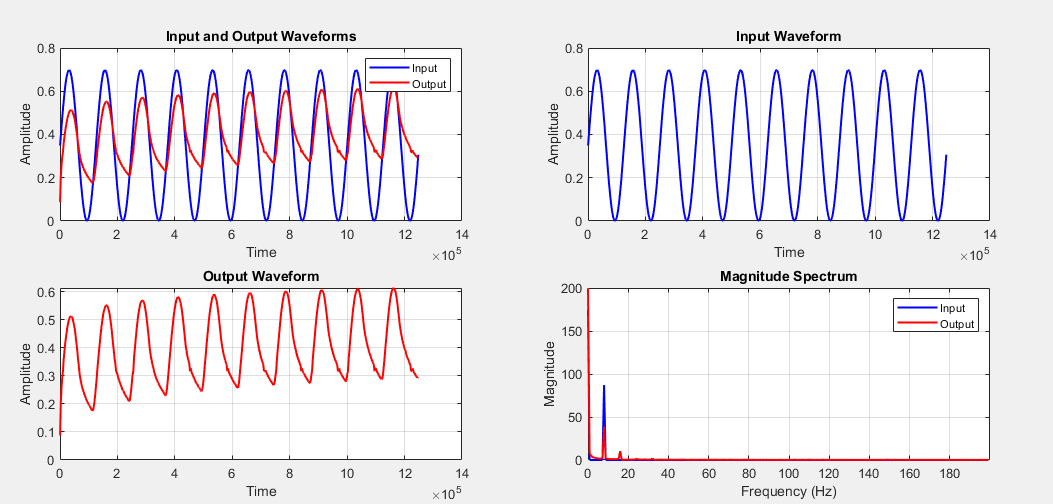 Input and Output Waveforms
0.8
0.6
0.4
0.2
0
Amplitude
0 2 4 6 8 10 12 14
Time
×10^5
Input
Output
Input Waveform
0.8
0.6
0.4
0.2
0
Amplitude
0 2 4 6 8 10 12 14
Time
×10^5
Output Waveform
0.6
0.5
0.4
0.3
0.2
0.1
0
Amplitude
0 2 4 6 8 10 12 14
Time
×10^5
Magnitude Spectrum
200
150
100
50
0
Magnitude
0 20 40 60 80 100 120 140 160 180
Frequency (Hz)
Input
Output